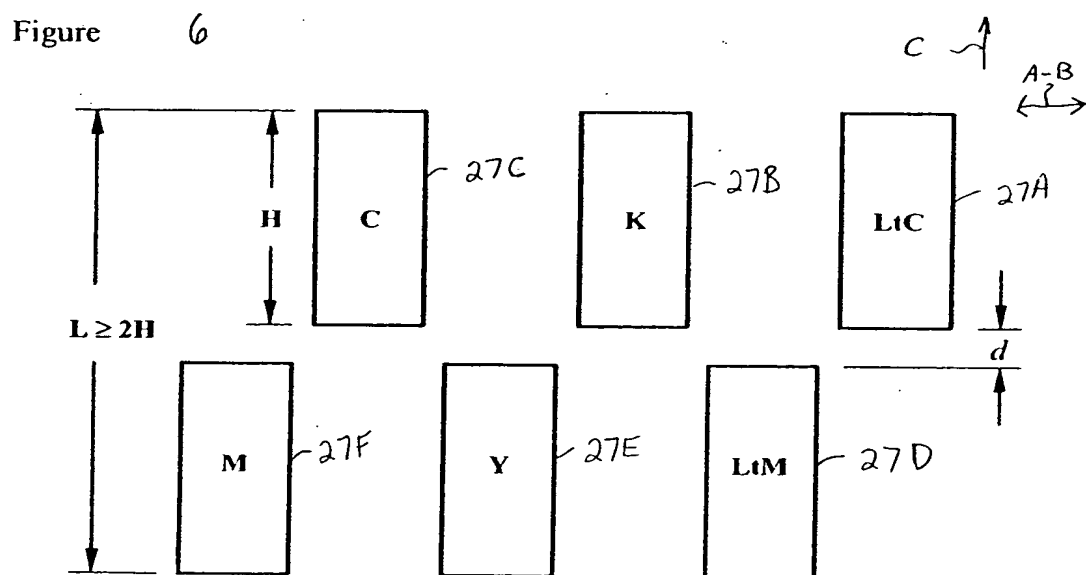 Figure 6
C
A-B
H
C
27C
K
27B
LtC
27A
L ≥ 2H
d
M
27F
Y
27E
LtM
27D